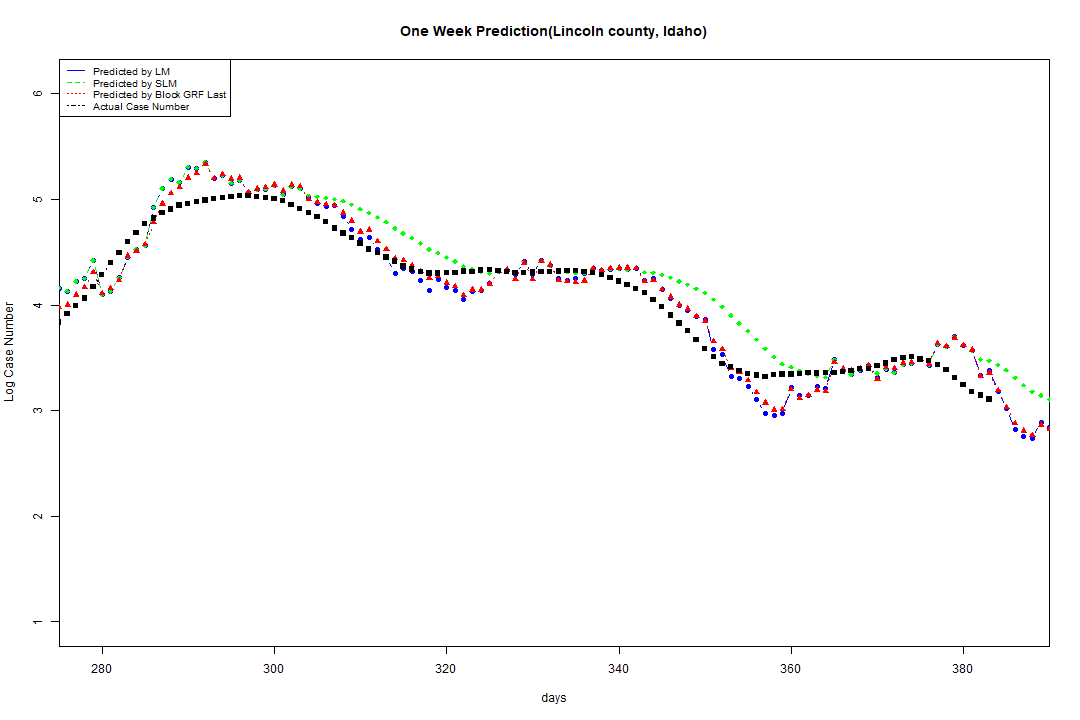 One Week Prediction(Lincoln county, Idaho)
Predicted by LM
Predicted by SLM
Predicted by Block GRF Last
Actual Case Number
Log Case Number
6
5
4
3
2
1
280 300 320 340 360 380
days